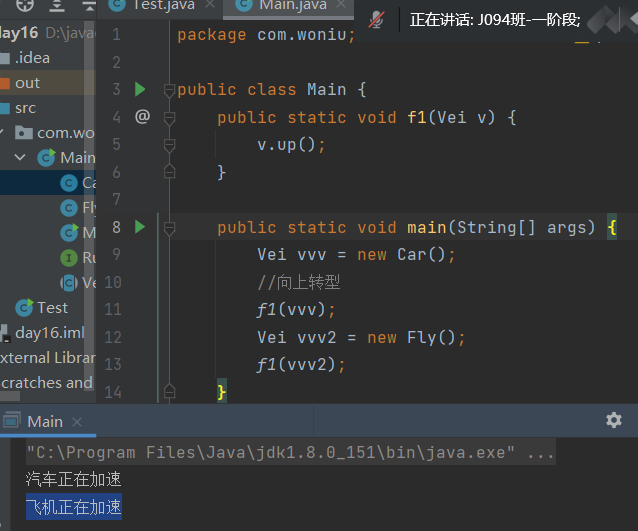 Test.java
Main.java
正在讲话: J094班-一阶段;
day16 D:\javac
.idea
out
src
com.wo
Main
Ca
Fly
M
Ru
Ve
Test
day16.iml
xternal Librar
cratches and
1 package com.woniu;
2
3 public class Main {
4 @ public static void f1(Vei v) {
5 v.up();
6 }
7
8 public static void main(String[] args) {
9 Vei vvv = new Car();
10 //向上转型
11 f1(vvv);
12 Vei vvv2 = new Fly();
13 f1(vvv2);
14 }
Main
"C:\Program Files\Java\jdk1.8.0_151\bin\java.exe" ...
汽车正在加速
飞机正在加速